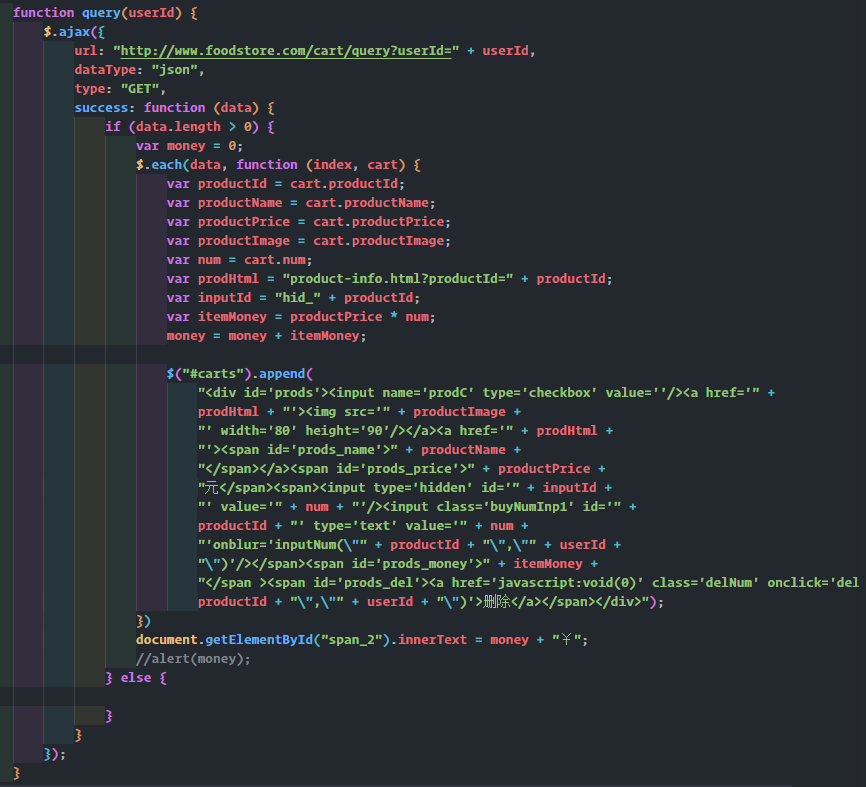 function query(userId) {
$.ajax({
url: "http://www.foodstore.com/cart/query?userId=" + userId,
dataType: "json",
type: "GET",
success: function (data) {
if (data.length > 0) {
var money = 0;
$.each(data, function (index, cart) {
var productId = cart.productId;
var productName = cart.productName;
var productPrice = cart.productPrice;
var productImage = cart.productImage;
var num = cart.num;
var prodHtml = "product-info.html?productId=" + productId;
var inputId = "hid_" + productId;
var itemMoney = productPrice * num;
money = money + itemMoney;
$("#carts").append(
"<div id='prods'><input name='prodC' type='checkbox' value=''/><a href='" +
prodHtml + "'><img src='" + productImage +
"' width='80' height='90'/></a><a href='" + prodHtml +
"'><span id='prods_name'>" + productName +
"</span></a><span id='prods_price'>" + productPrice +
"元</span><span><input type='hidden' id='" + inputId +
"' value='" + num + "'/><input class='buyNumInp1' id='" +
productId + "' type='text' value='" + num +
"'onblur='inputNum(\"" + productId + "\",\"" + userId +
"\")'/></span><span id='prods_money'>" + itemMoney +
"</span ><span id='prods_del'><a href='javascript:void(0)' class='delNum' onclick='del
productId + "\",\"" + userId + "\")'>删除</a></span></div>");
})
document.getElementById("span_2").innerText = money + "￥";
//alert(money);
} else {
}
}
});
}